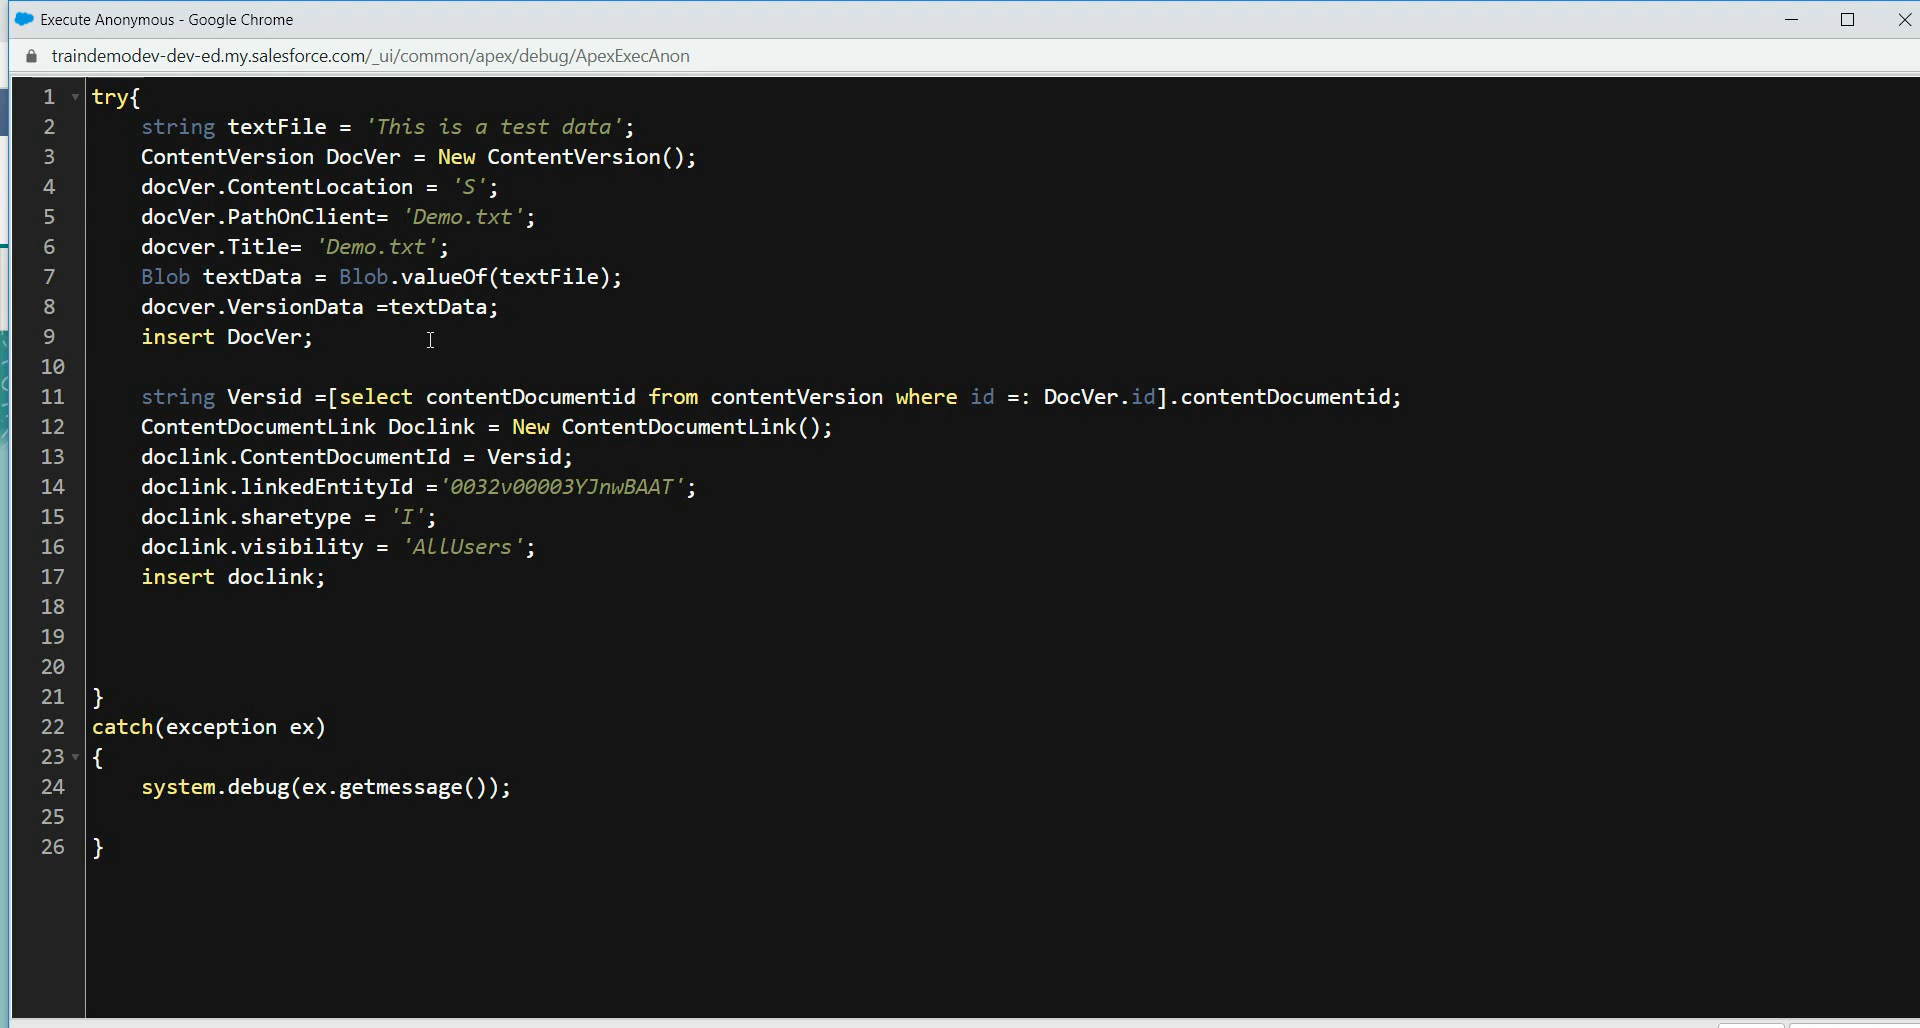 Execute Anonymous - Google Chrome
traindemodev-dev-ed.my.salesforce.com/_ui/common/apex/debug/ApexExecAnon
1 try{
2 string textFile = 'This is a test data';
3 ContentVersion DocVer = New ContentVersion();
4 docVer.ContentLocation = 'S';
5 docVer.PathOnClient= 'Demo.txt';
6 docver.Title= 'Demo.txt';
7 Blob textData = Blob.valueOf(textFile);
8 docver.VersionData =textData;
9 insert DocVer;
10
11 string Versid =[select contentDocumentid from contentVersion where id =: DocVer.id].contentDocumentid;
12 ContentDocumentLink Doclink = New ContentDocumentLink();
13 doclink.ContentDocumentId = Versid;
14 doclink.linkedEntityId ='0032v00003YJnwBAAT';
15 doclink.sharetype = 'I';
16 doclink.visibility = 'AllUsers';
17 insert doclink;
18
19
20
21 }
22 catch(exception ex)
23 {
24 system.debug(ex.getmessage());
25
26 }